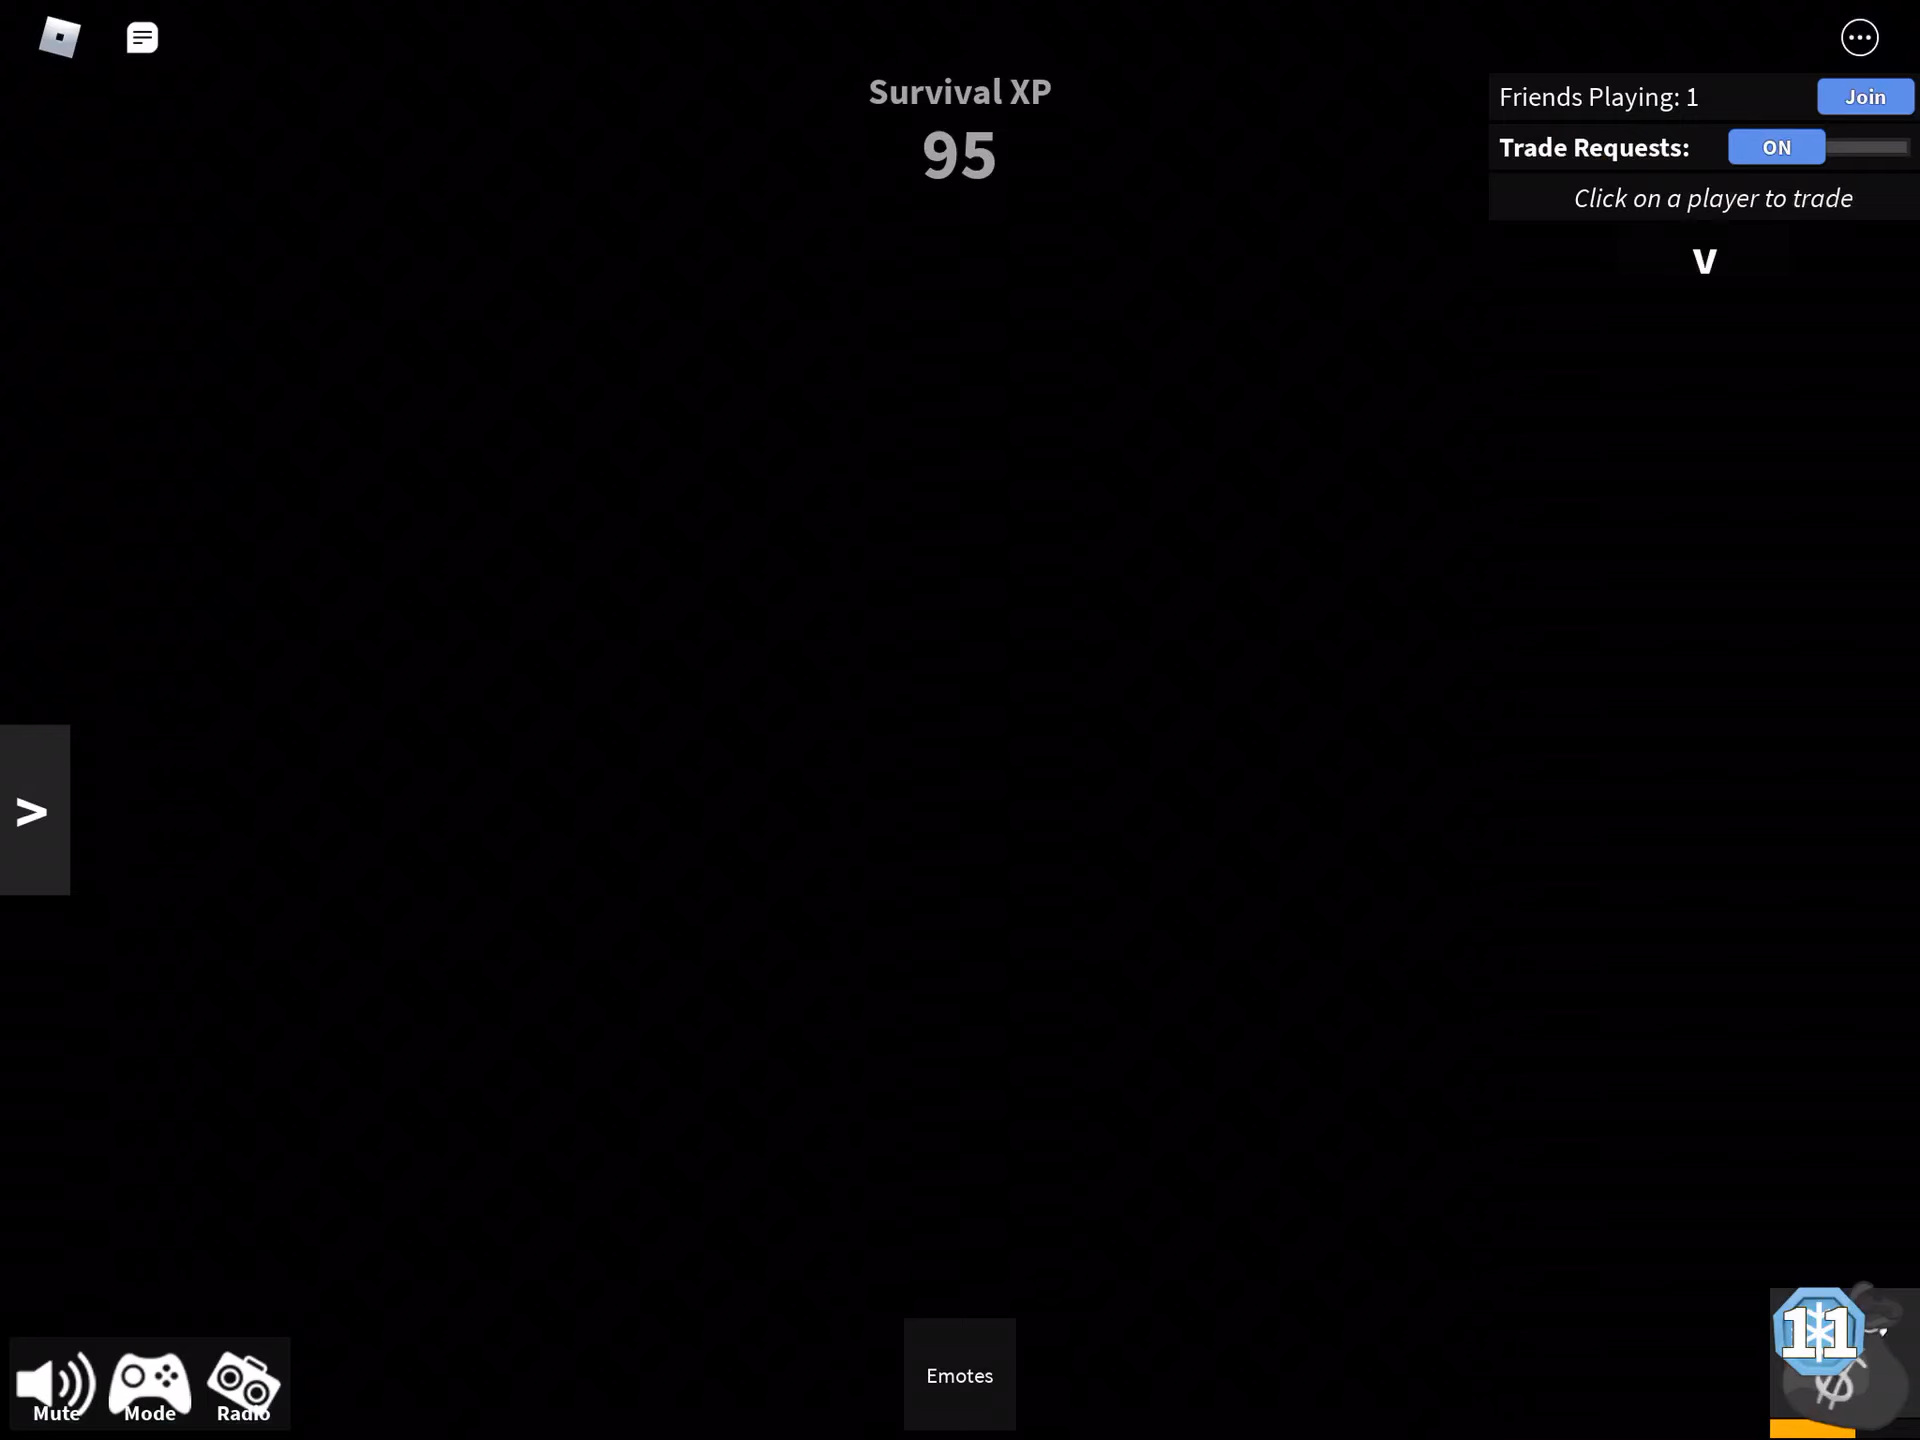 Survival XP
95
Friends Playing: 1
Join
Trade Requests:
ON
Click on a player to trade
v
>
Mute
Mode
Radio
Emotes
11
$